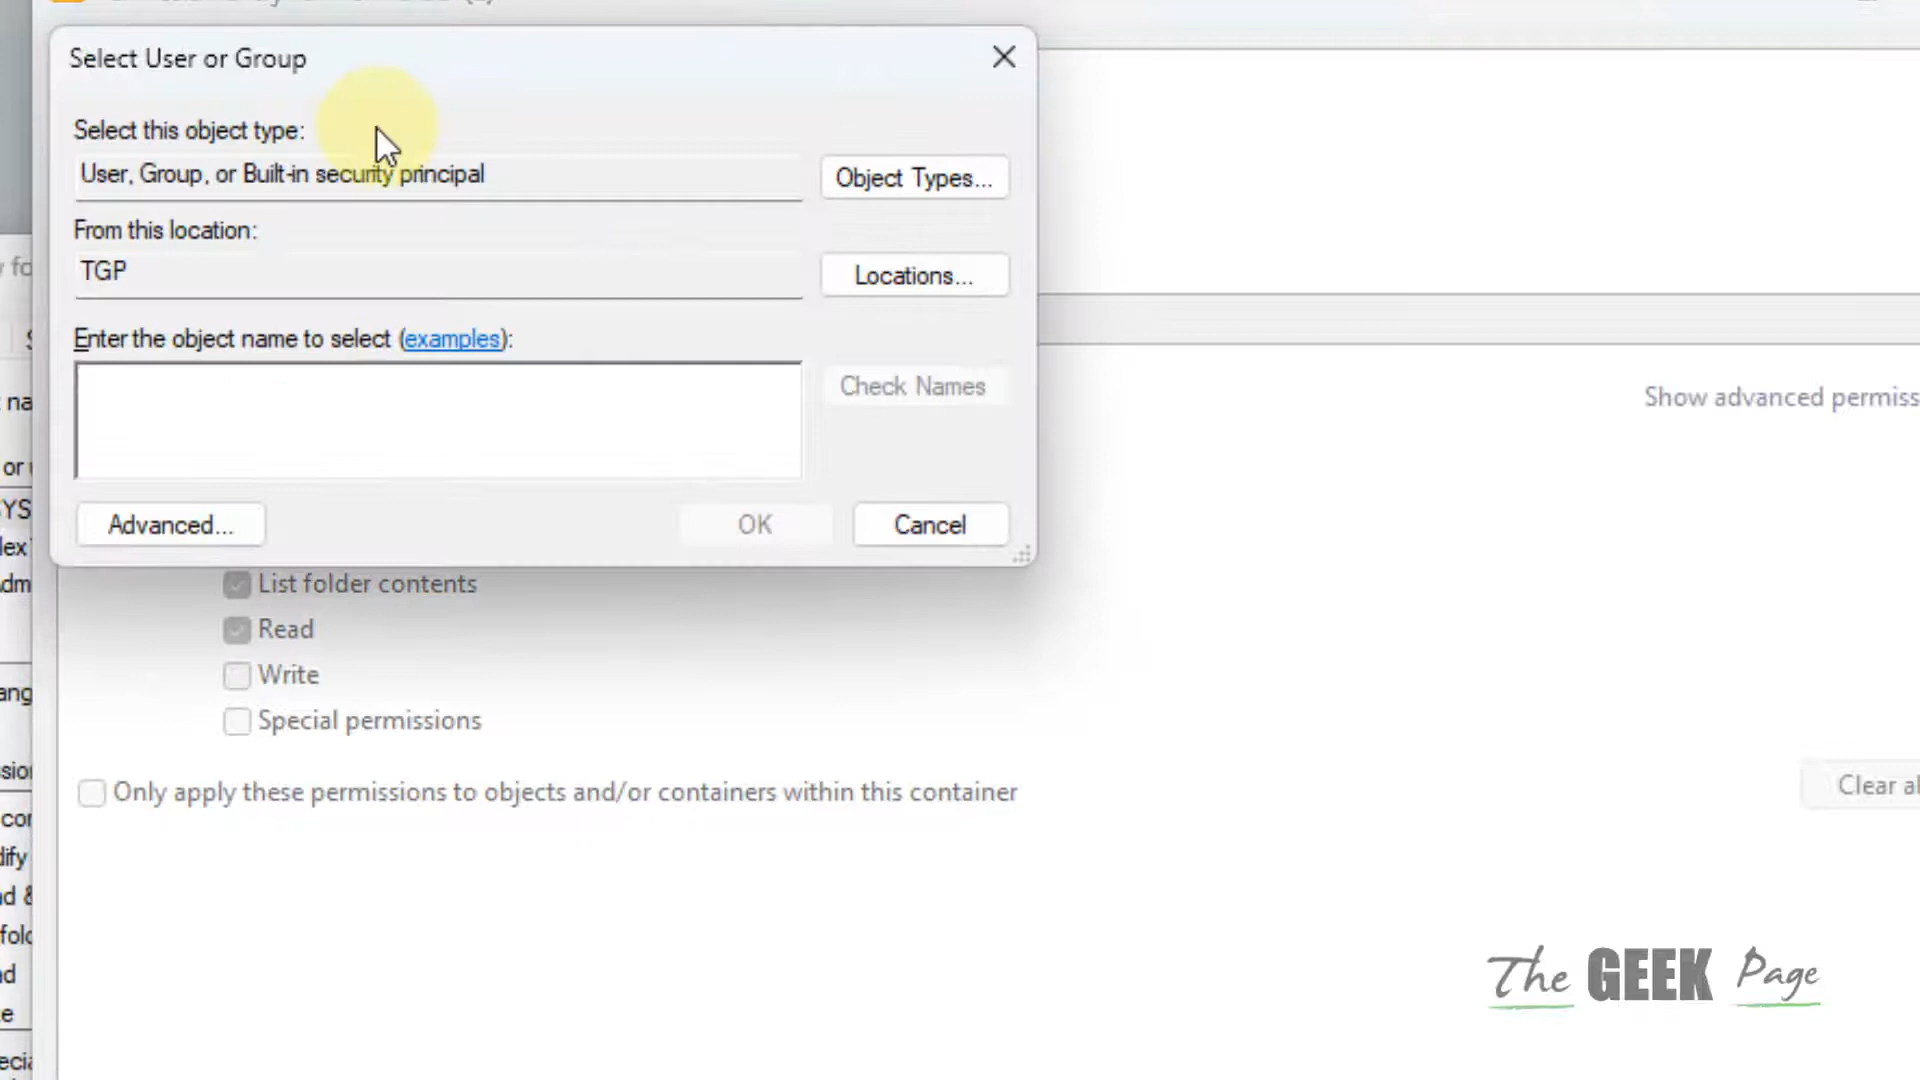 Select User or Group
Select this object type:
User, Group, or Built-in security principal
Object Types...
From this location:
TGP
Locations...
Enter the object name to select (examples):
Check Names
Show advanced permiss
Advanced...
OK
Cancel
List folder contents
Read
Write
Special permissions
Only apply these permissions to objects and/or containers within this container
Clear al
The GEEK Page